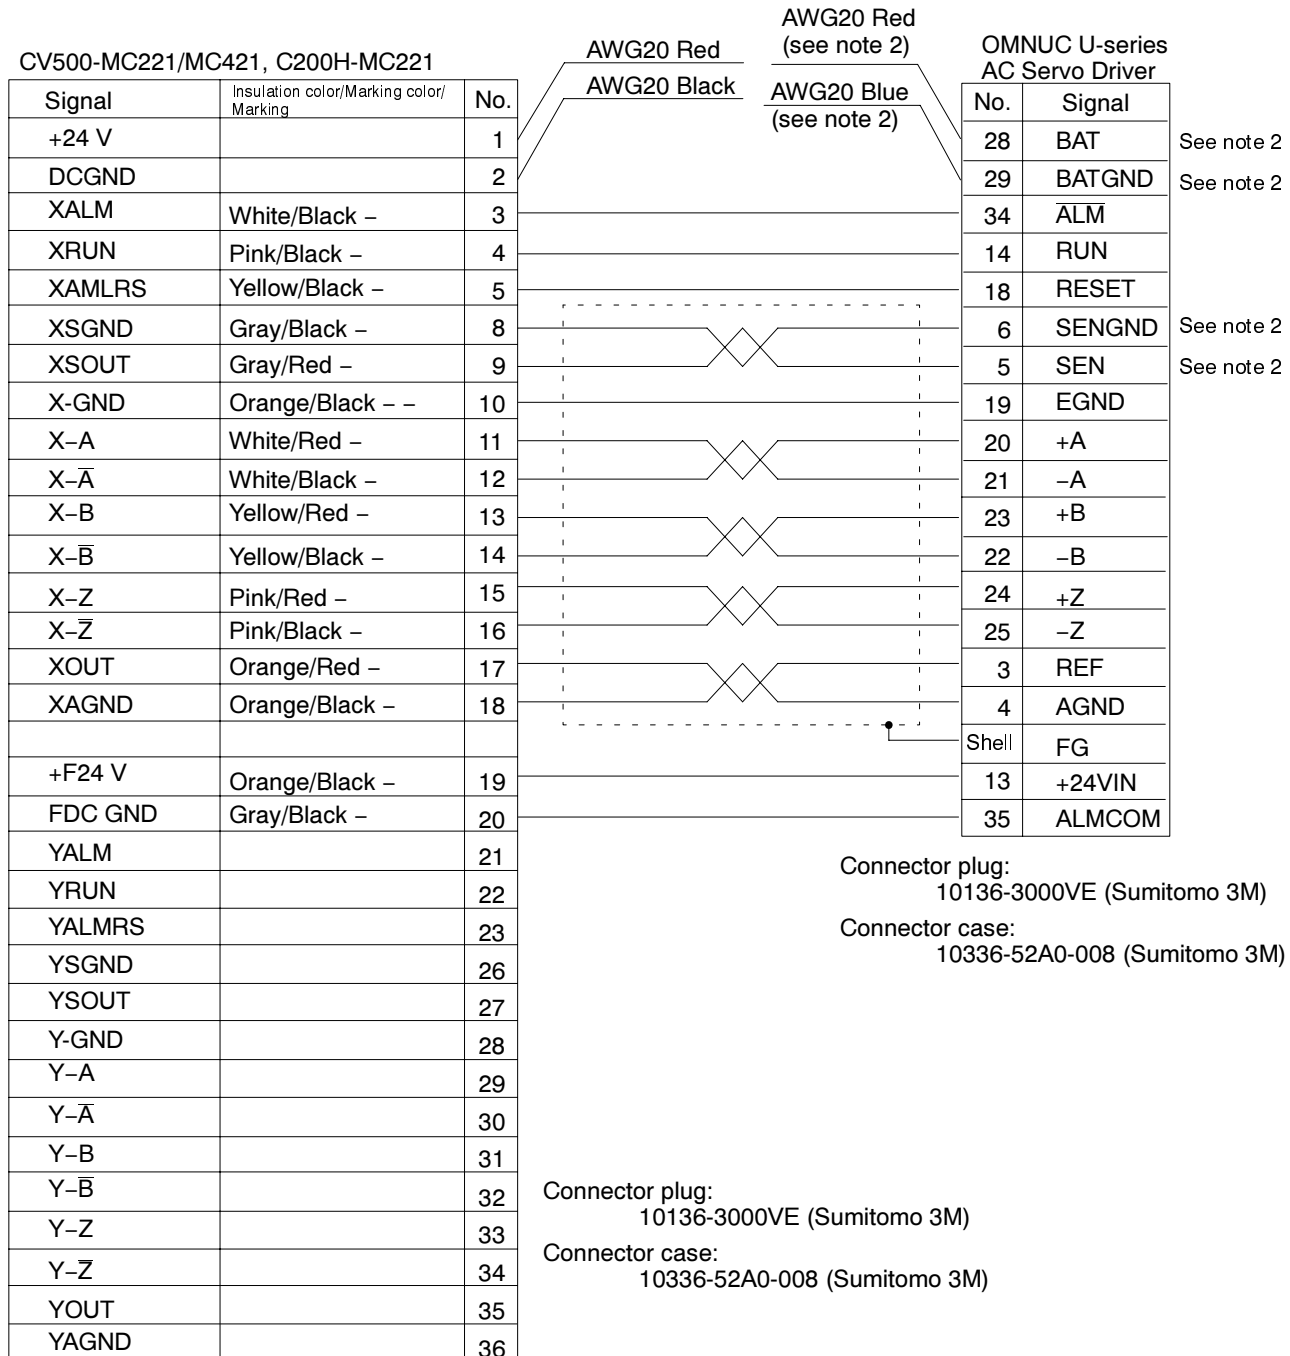 AWG20 Red
(see note 2)
AWG20 Red
AWG20 Black
AWG20 Blue
(see note 2)
CV500-MC221/MC421, C200H-MC221
Signal Insulation color/Marking color/ Marking No.
+24 V 1
DCGND 2
XALM White/Black – 3
XRUN Pink/Black – 4
XAMLRS Yellow/Black – 5
XSGND Gray/Black – 8
XSOUT Gray/Red – 9
X-GND Orange/Black – – 10
X–A White/Red – 11
X–A̅ White/Black – 12
X–B Yellow/Red – 13
X–B̅ Yellow/Black – 14
X–Z Pink/Red – 15
X–Z̅ Pink/Black – 16
XOUT Orange/Red – 17
XAGND Orange/Black – 18
+F24 V Orange/Black – 19
FDC GND Gray/Black – 20
YALM 21
YRUN 22
YALMRS 23
YSGND 26
YSOUT 27
Y-GND 28
Y–A 29
Y–A̅ 30
Y–B 31
Y–B̅ 32
Y–Z 33
Y–Z̅ 34
YOUT 35
YAGND 36
OMNUC U-series
AC Servo Driver
No. Signal
28 BAT See note 2
29 BATGND See note 2
34 A̅L̅M̅
14 RUN
18 RESET
6 SENGND See note 2
5 SEN See note 2
19 EGND
20 +A
21 –A
23 +B
22 –B
24 +Z
25 –Z
3 REF
4 AGND
Shell FG
13 +24VIN
35 ALMCOM
Connector plug:
10136-3000VE (Sumitomo 3M)
Connector case:
10336-52A0-008 (Sumitomo 3M)
Connector plug:
10136-3000VE (Sumitomo 3M)
Connector case:
10336-52A0-008 (Sumitomo 3M)